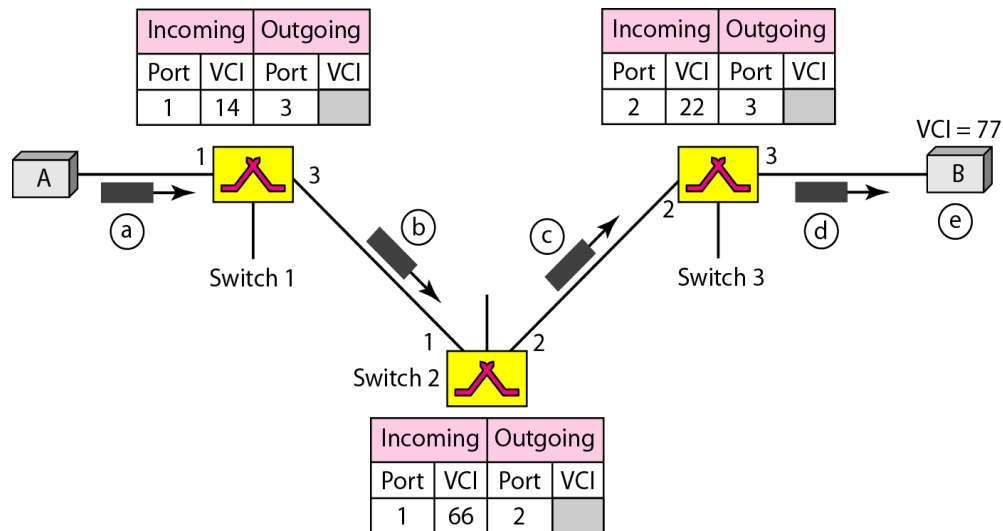 Incoming Outgoing
Port VCI Port VCI
1 14 3
Incoming Outgoing
Port VCI Port VCI
2 22 3
VCI = 77
A
1
3
a
Switch 1
b
c
2
3
Switch 3
d
B
e
1
2
Switch 2
Incoming Outgoing
Port VCI Port VCI
1 66 2